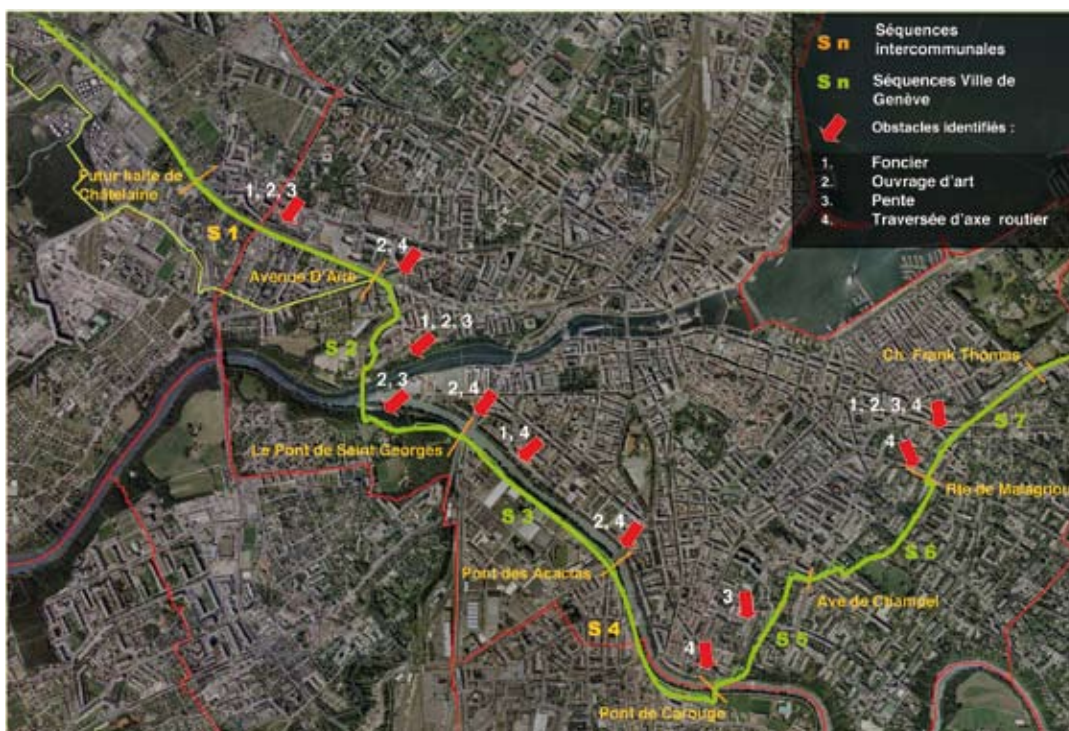 S n Séquences
intercommunales
S n Séquences Ville de
Genève
Obstacles identifiés :
1. Foncier
2. Ouvrage d'art
3. Pente
4. Traversée d'axe routier
Futur halte de
Châtelaine
1, 2, 3
S 1
2, 4
Avenue D'Aïre
1, 2, 3
S 2
Ch. Frank Thomas
2, 3
2, 4
1, 2, 3, 4
S 7
Le Pont de Saint Georges
1, 4
4
Rte de Malagnou
S 3
2, 4
S 6
Pont des Acacias
Ave de Champel
3
S 4
S 5
4
Pont de Carouge